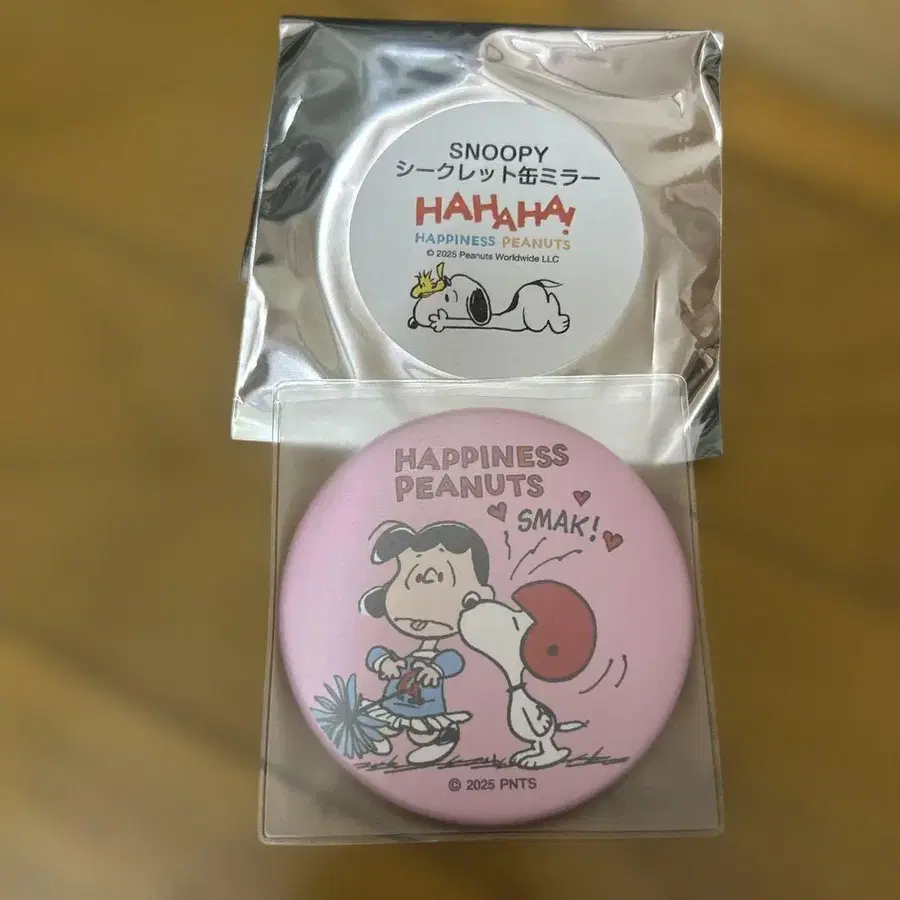 SNOOPY
シークレット缶ミラー
HAHAHA!
HAPPINESS PEANUTS
© 2025 Peanuts Worldwide LLC
HAPPINESS
PEANUTS
SMAK!
© 2025 PNTS